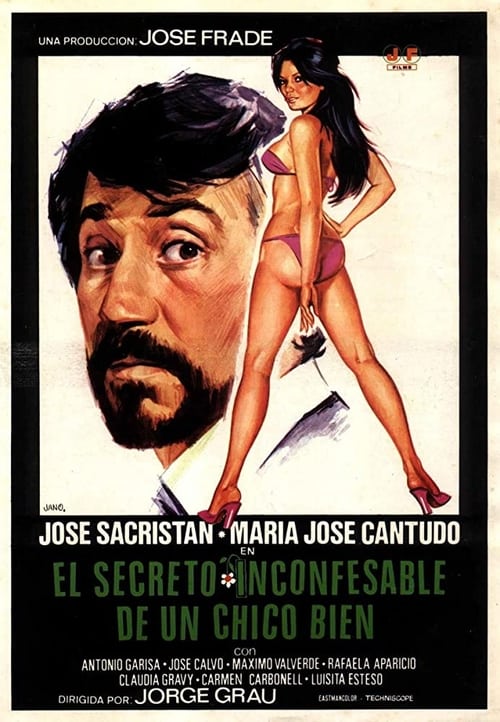 UNA PRODUCCION: JOSE FRADE
J F
FILMS
JANO.
JOSE SACRISTAN • MARIA JOSE CANTUDO
EN
EL SECRETO INCONFESABLE
DE UN CHICO BIEN
con
ANTONIO GARISA • JOSE CALVO • MAXIMO VALVERDE • RAFAELA APARICIO
CLAUDIA GRAVY • CARMEN CARBONELL • LUISITA ESTESO
DIRIGIDA POR: JORGE GRAU
EASTMANCOLOR - TECHNISCOPE